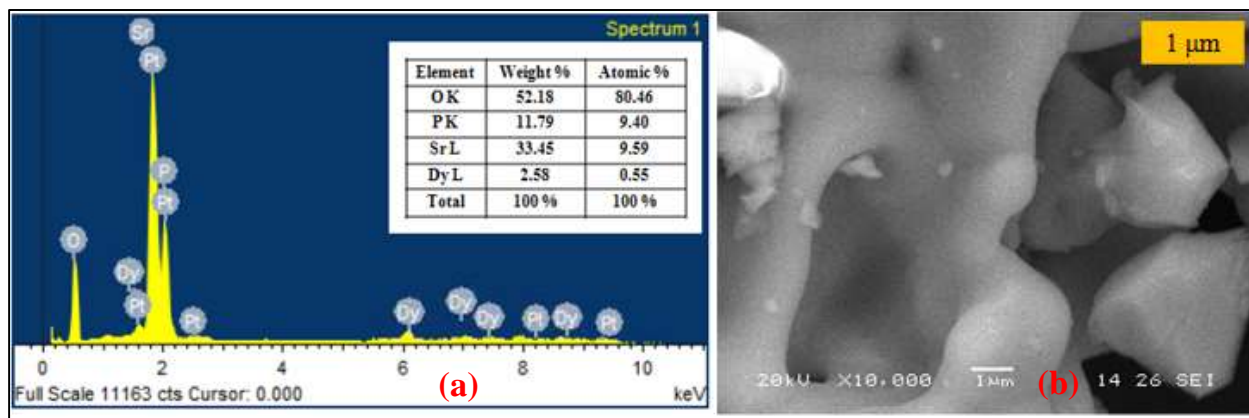 Spectrum 1
Sr
Pt
Element Weight % Atomic %
O K 52.18 80.46
P K 11.79 9.40
Sr L 33.45 9.59
Dy L 2.58 0.55
Total 100 % 100 %
P
Pt
O
Dy
Pt
Pt
Dy
Dy
Dy
Pt
Dy
Pt
0 2 4 6 8 10
Full Scale 11163 cts Cursor: 0.000
keV
(a)
1 μm
20kV X10,000 1μm 14 26 SEI
(b)